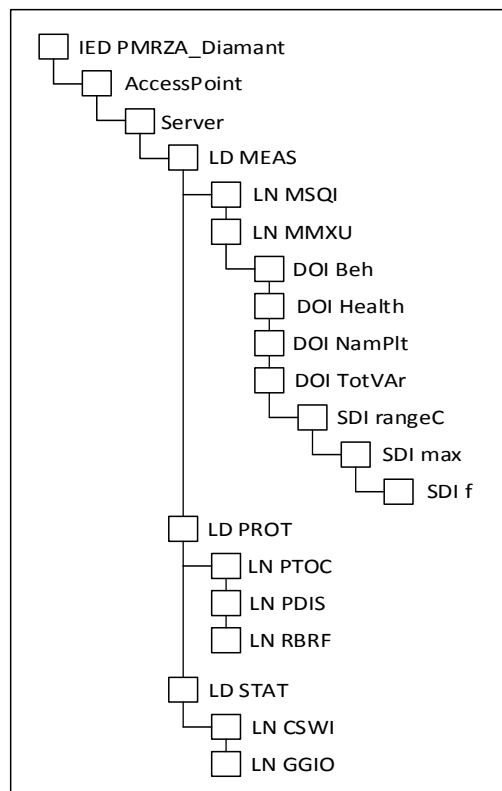 IED PMRZA_Diamant
AccessPoint
Server
LD MEAS
LN MSQI
LN MMXU
DOI Beh
DOI Health
DOI NamPlt
DOI TotVAr
SDI rangeC
SDI max
SDI f
LD PROT
LN PTOC
LN PDIS
LN RBRF
LD STAT
LN CSWI
LN GGIO